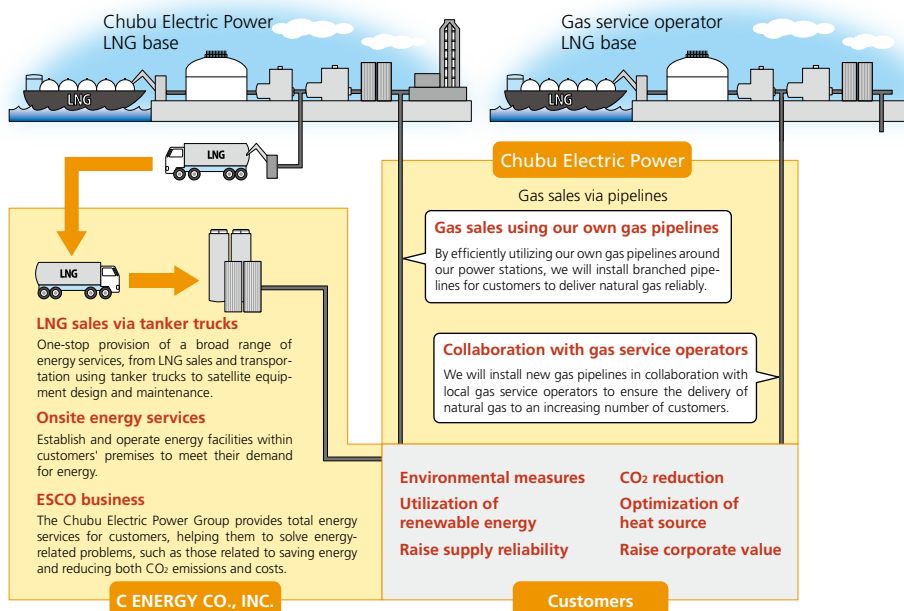 Chubu Electric Power
LNG base
Gas service operator
LNG base
LNG
LNG
LNG
Chubu Electric Power
Gas sales via pipelines
Gas sales using our own gas pipelines
By efficiently utilizing our own gas pipelines around
our power stations, we will install branched pipe-
lines for customers to deliver natural gas reliably.
LNG
LNG sales via tanker trucks
One-stop provision of a broad range of
energy services, from LNG sales and transpor-
tation using tanker trucks to satellite equip-
ment design and maintenance.
Collaboration with gas service operators
We will install new gas pipelines in collaboration with
local gas service operators to ensure the delivery of
natural gas to an increasing number of customers.
Onsite energy services
Establish and operate energy facilities within
customers' premises to meet their demand
for energy.
ESCO business
The Chubu Electric Power Group provides total energy
services for customers, helping them to solve energy-
related problems, such as those related to saving energy
and reducing both CO2 emissions and costs.
Environmental measures
Utilization of
renewable energy
Raise supply reliability
CO2 reduction
Optimization of
heat source
Raise corporate value
C ENERGY CO., INC.
Customers